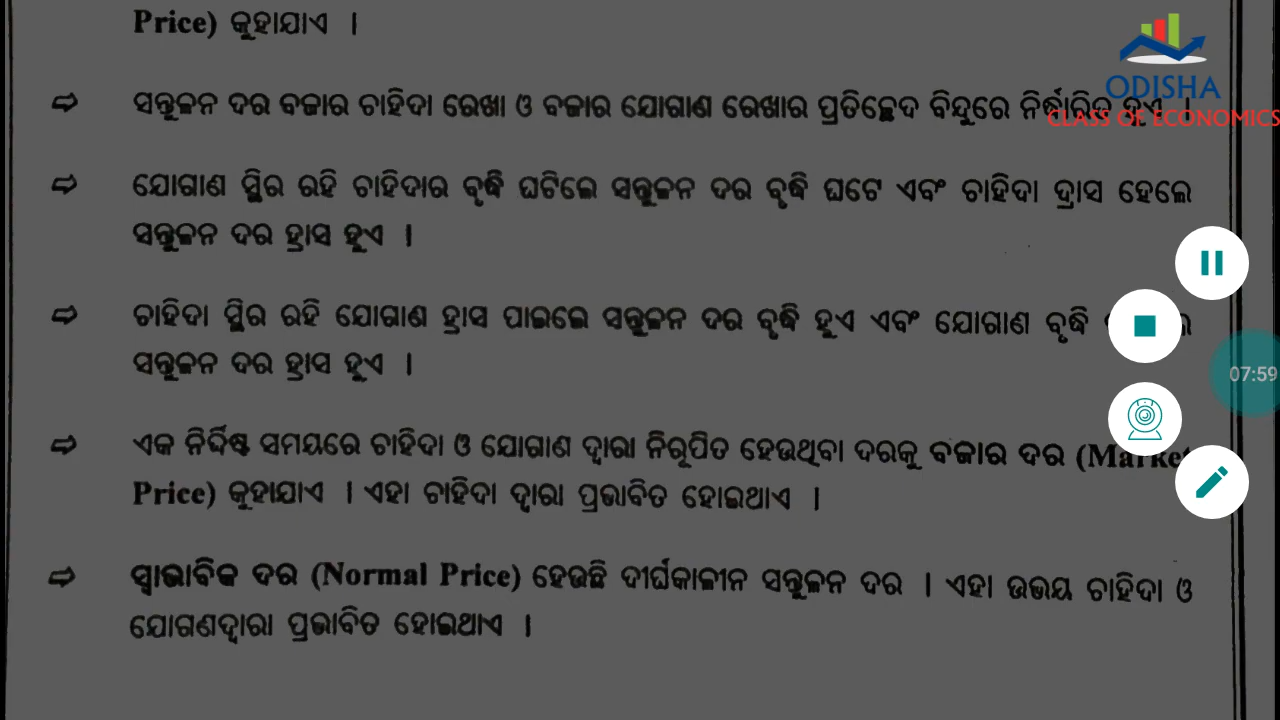 Price) କୁହାଯାଏ ।
ODISHA
CLASS OF ECONOMICS
⇨ ସନ୍ତୁଳନ ଦର ବଜାର ଚାହିଦା ରେଖା ଓ ବଜାର ଯୋଗାଣ ରେଖାର ପ୍ରତିଚ୍ଛେଦ ବିନ୍ଦୁରେ ନିର୍ଦ୍ଧାରିତ ହୁଏ ।
⇨ ଯୋଗାଣ ସ୍ଥିର ରହି ଚାହିଦାର ବୃଦ୍ଧି ଘଟିଲେ ସନ୍ତୁଳନ ଦର ବୃଦ୍ଧି ଘଟେ ଏବଂ ଚାହିଦା ହ୍ରାସ ହେଲେ
ସନ୍ତୁଳନ ଦର ହ୍ରାସ ହୁଏ ।
⇨ ଚାହିଦା ସ୍ଥିର ରହି ଯୋଗାଣ ହ୍ରାସ ପାଇଲେ ସନ୍ତୁଳନ ଦର ବୃଦ୍ଧି ହୁଏ ଏବଂ ଯୋଗାଣ ବୃଦ୍ଧି
ସନ୍ତୁଳନ ଦର ହ୍ରାସ ହୁଏ ।
07:59
⇨ ଏକ ନିର୍ଦ୍ଦିଷ୍ଟ ସମୟରେ ଚାହିଦା ଓ ଯୋଗାଣ ଦ୍ୱାରା ନିରୂପିତ ହେଉଥିବା ଦରକୁ ବଜାର ଦର (Market
Price) କୁହାଯାଏ । ଏହା ଚାହିଦା ଦ୍ୱାରା ପ୍ରଭାବିତ ହୋଇଥାଏ ।
⇨ ସ୍ୱାଭାବିକ ଦର (Normal Price) ହେଉଛି ଦୀର୍ଘକାଳୀନ ସନ୍ତୁଳନ ଦର । ଏହା ଉଭୟ ଚାହିଦା ଓ
ଯୋଗଣଦ୍ୱାରା ପ୍ରଭାବିତ ହୋଇଥାଏ ।